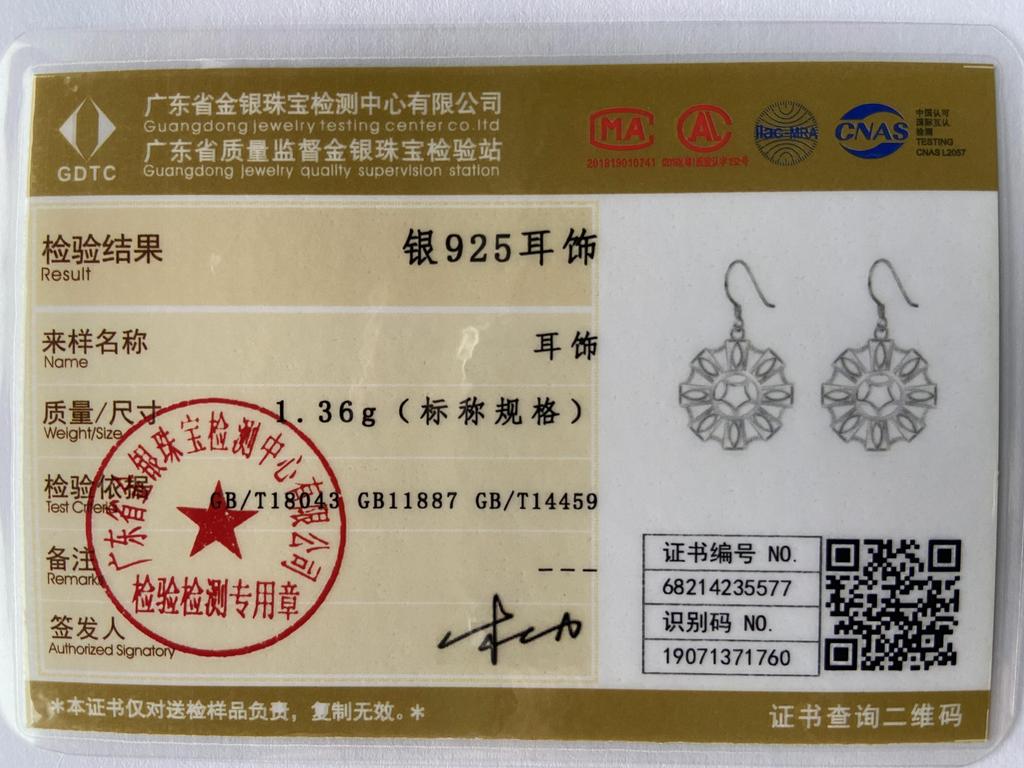 GDTC
广东省金银珠宝检测中心有限公司
Guangdong jewelry testing center co.ltd
广东省质量监督金银珠宝检验站
Guangdong jewelry quality supervision station
MA
201819010241
AL
ilac-MRA
CNAS
中国认可
国际互认
检测
TESTING
CNAS L2057
检验结果 银925耳饰
Result
来样名称 耳饰
Name
质量/尺寸 1.36g（标称规格）
Weight/Size
检验依据 GB/T18043 GB11887 GB/T14459
Test Criteria
备注 ---
Remark
签发人
Authorized Signatory
广东省金银珠宝检测中心有限公司
检验检测专用章
证书编号 NO.
68214235577
识别码 NO.
19071371760
*本证书仅对送检样品负责，复制无效。*
证书查询二维码